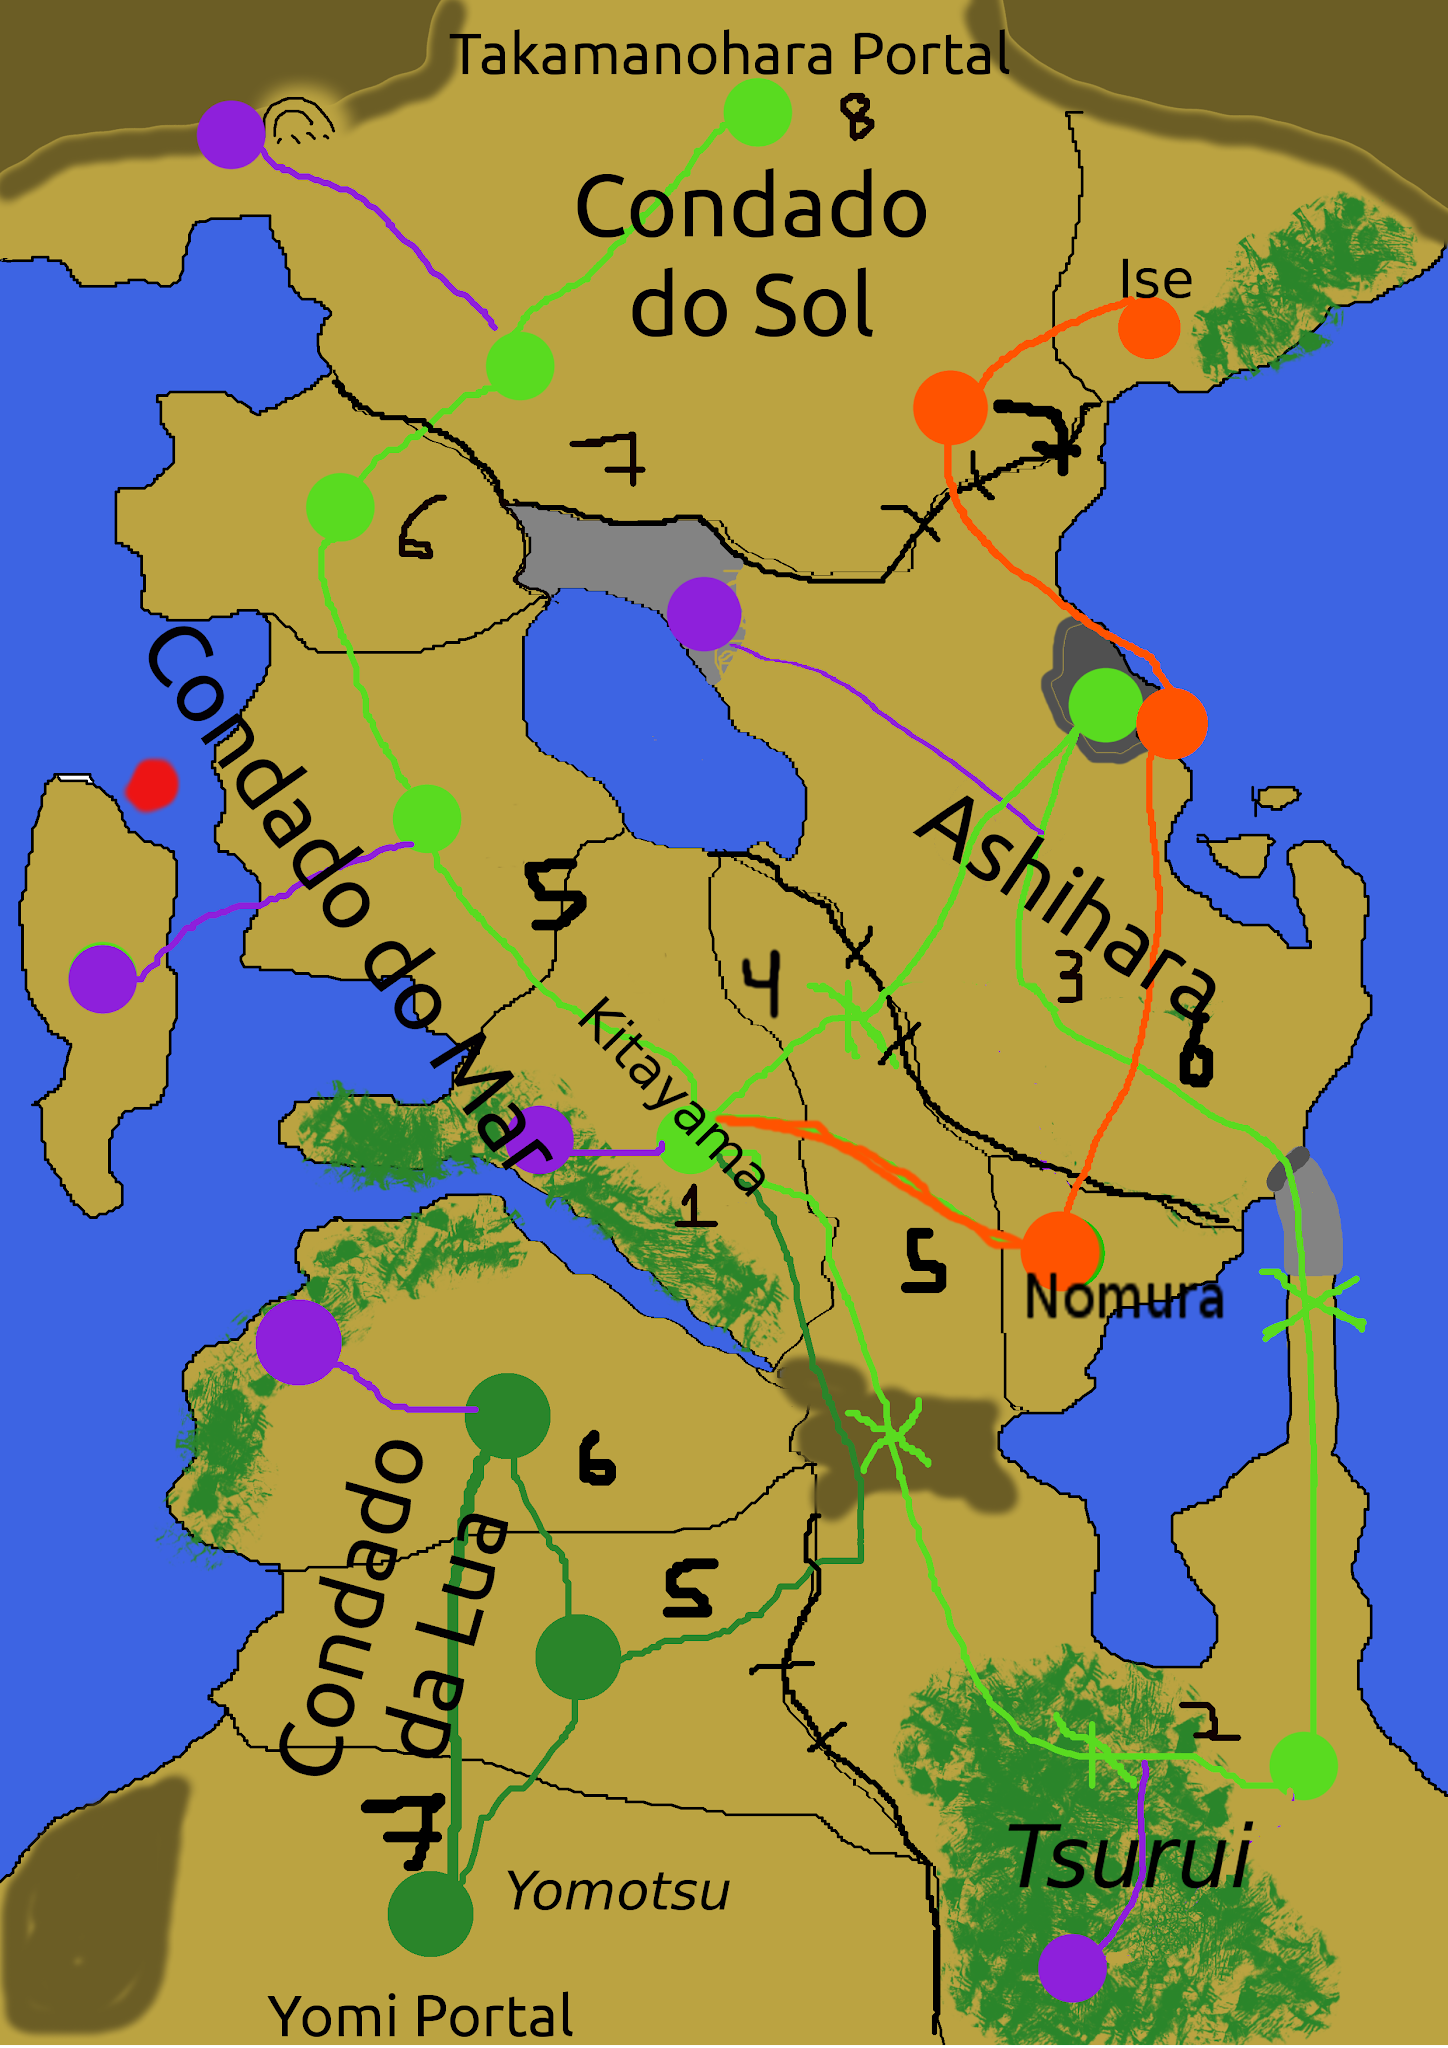 Takamanohara Portal
8
Condado
do Sol
Ise
7
7
6
Condado do Mar
Ashihara
5
4
3
6
Kitayama
1
5
Nomura
Condado
da Lua
6
5
2
7
Tsurui
Yomotsu
Yomi Portal